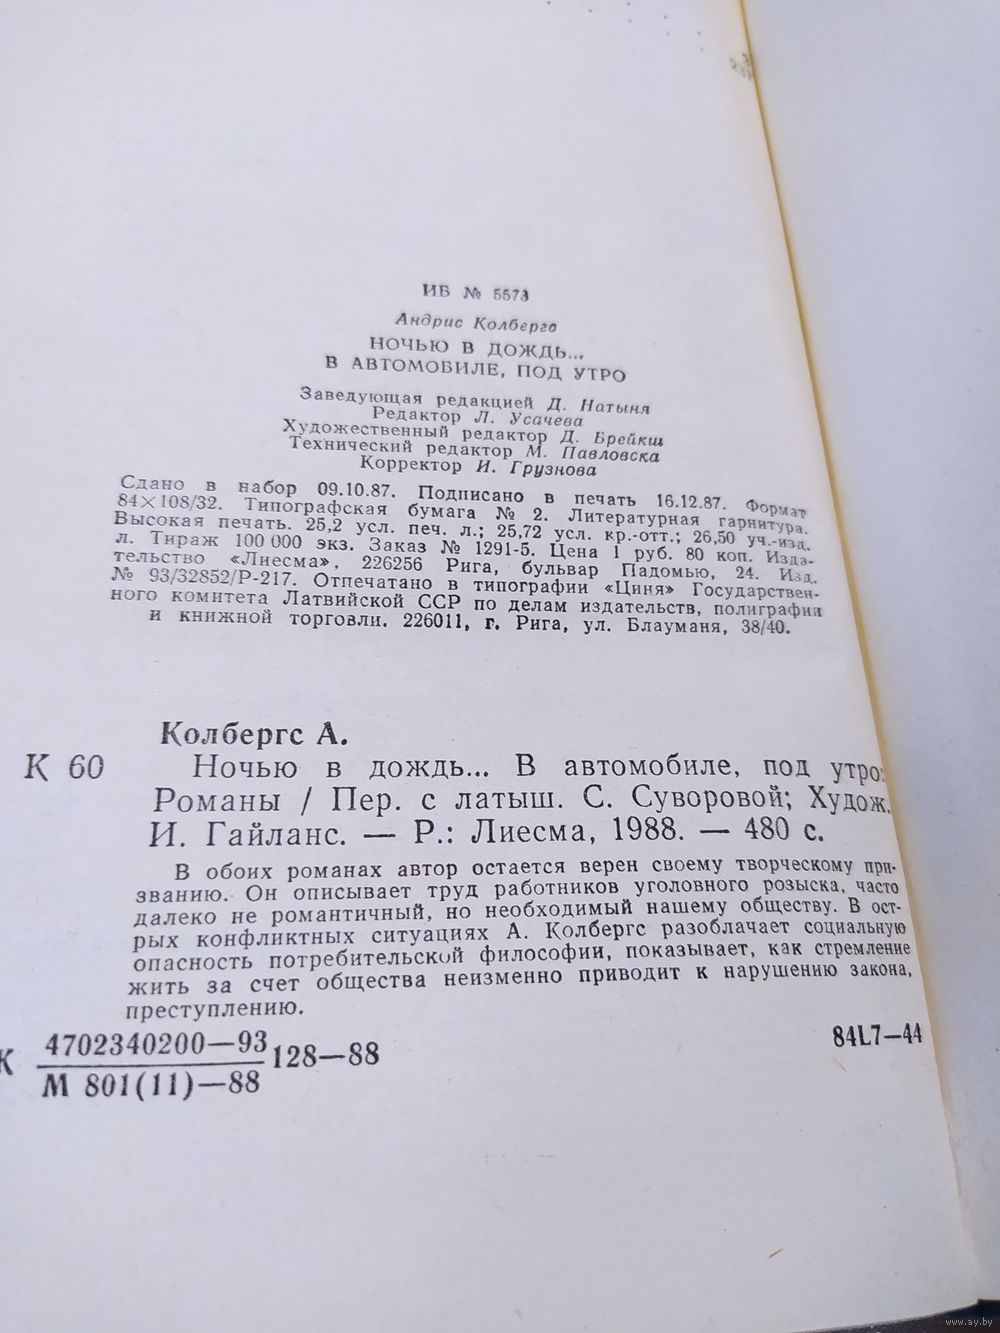 ИБ № 5573
Андрис Колбергс
НОЧЬЮ В ДОЖДЬ...
В АВТОМОБИЛЕ, ПОД УТРО
Заведующая редакцией Д. Натыня
Редактор Л. Усачева
Художественный редактор Д. Брейкш
Технический редактор М. Павловска
Корректор И. Грузнова
Сдано в набор 09.10.87. Подписано в печать 16.12.87. Формат
84×108/32. Типографская бумага № 2. Литературная гарнитура.
Высокая печать. 25,2 усл. печ. л.; 25,72 усл. кр.-отт.; 26,50 уч.-изд.
л. Тираж 100 000 экз. Заказ № 1291-5. Цена 1 руб. 80 коп. Изда-
тельство «Лиесма», 226256 Рига, бульвар Падомью, 24. Изд.
№ 93/32852/Р-217. Отпечатано в типографии «Циня» Государствен-
ного комитета Латвийской ССР по делам издательств, полиграфии
и книжной торговли. 226011, г. Рига, ул. Блауманя, 38/40.
Колбергс А.
К 60 Ночью в дождь... В автомобиле, под утро:
Романы / Пер. с латыш. С. Суворовой; Худож.
И. Гайланс. — Р.: Лиесма, 1988. — 480 с.
В обоих романах автор остается верен своему творческому при-
званию. Он описывает труд работников уголовного розыска, часто
далеко не романтичный, но необходимый нашему обществу. В ост-
рых конфликтных ситуациях А. Колбергс разоблачает социальную
опасность потребительской философии, показывает, как стремление
жить за счет общества неизменно приводит к нарушению закона,
преступлению.
84L7—44
К 4702340200—93 128—88
М 801(11)—88
www.ay.by